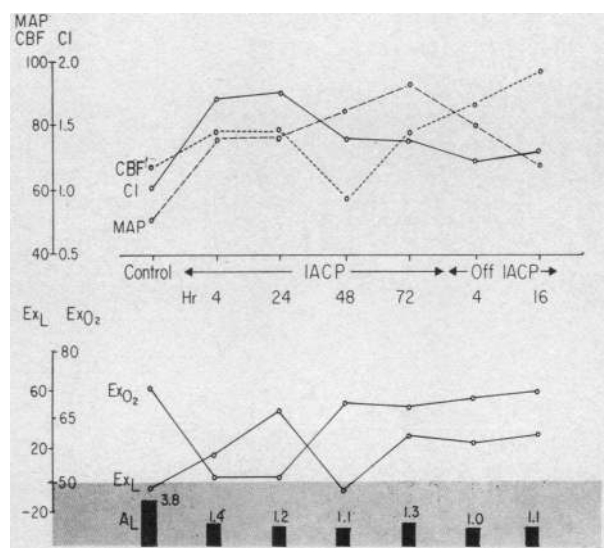 MAP
CBF CI
100 2.0
80 1.5
CBF
CI
60 1.0
MAP
40 0.5
Control IACP Off IACP
Hr 4 24 48 72 4 16
ExL ExO2
80
60 ExO2
65
20
ExL
50
3.8
-20 AL 1.4 1.2 1.1 1.3 1.0 1.1